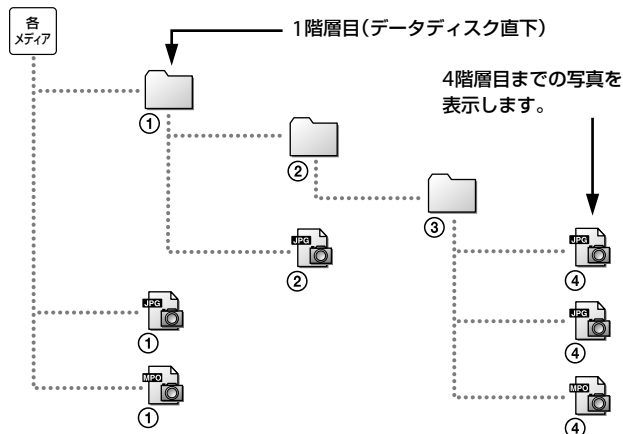 各
メディア
1階層目(データディスク直下)
4階層目までの写真を
表示します。
①
②
③
JPG
②
JPG
④
JPG
①
JPG
④
MPO
①
MPO
④